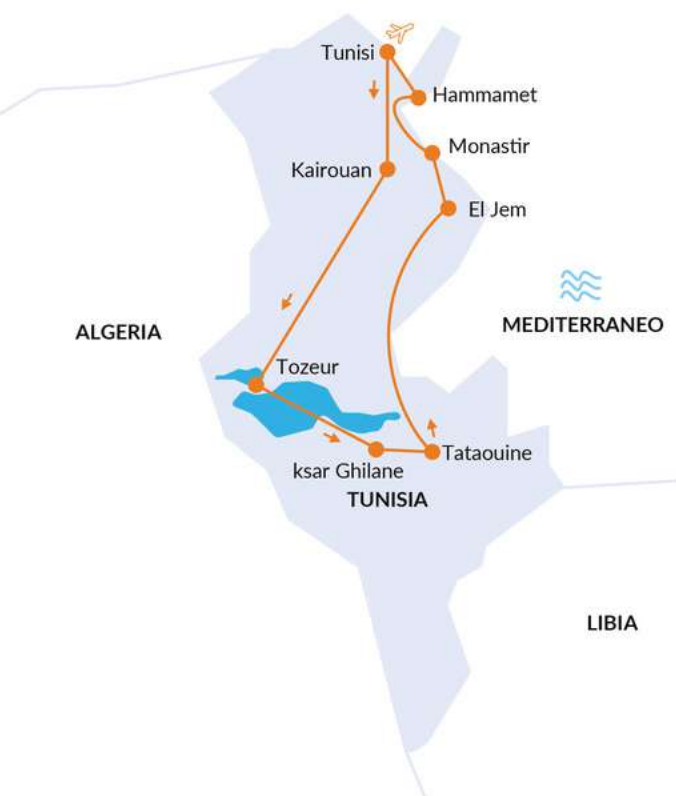 Tunisi
Hammamet
Monastir
Kairouan
El Jem
MEDITERRANEO
ALGERIA
Tozeur
Tataouine
ksar Ghilane
TUNISIA
LIBIA